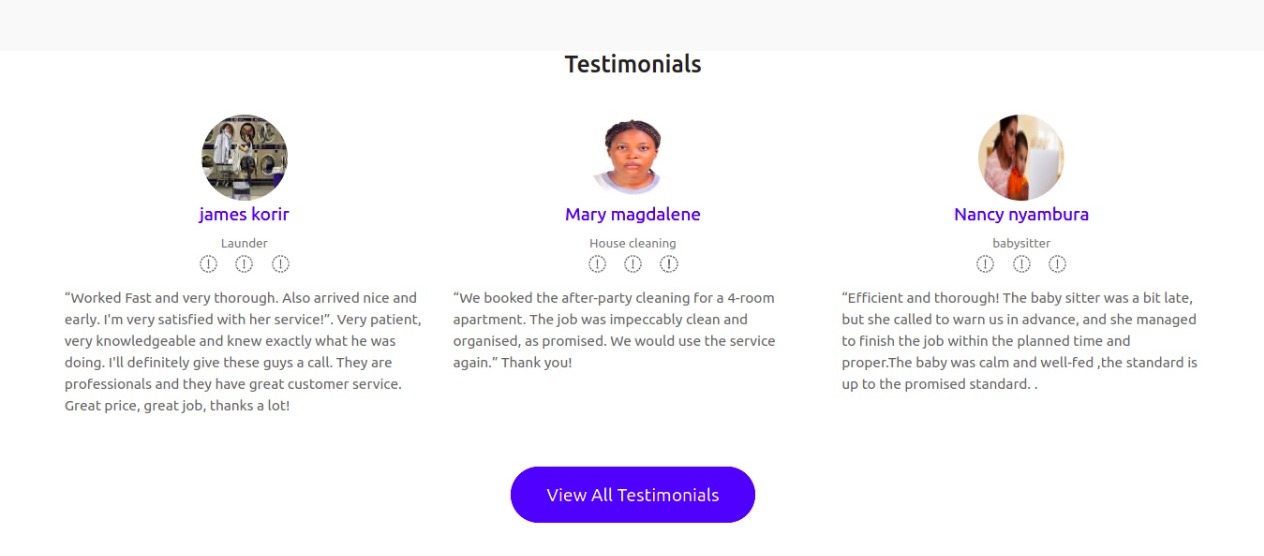 Testimonials
james korir
Launder
“Worked Fast and very thorough. Also arrived nice and
early. I'm very satisfied with her service!”. Very patient,
very knowledgeable and knew exactly what he was
doing. I'll definitely give these guys a call. They are
professionals and they have great customer service.
Great price, great job, thanks a lot!
Mary magdalene
House cleaning
“We booked the after-party cleaning for a 4-room
apartment. The job was impeccably clean and
organised, as promised. We would use the service
again.” Thank you!
Nancy nyambura
babysitter
“Efficient and thorough! The baby sitter was a bit late,
but she called to warn us in advance, and she managed
to finish the job within the planned time and
proper.The baby was calm and well-fed ,the standard is
up to the promised standard. .
View All Testimonials